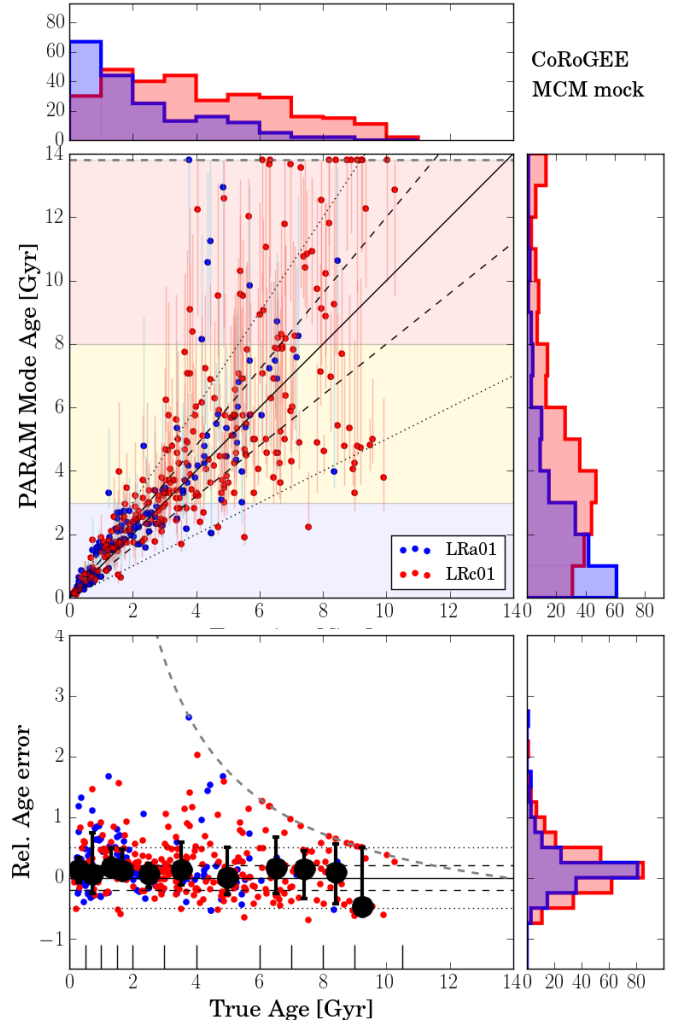 80
60
40
20
0
CoRoGEE
MCM mock
PARAM Mode Age [Gyr]
14
12
10
8
6
4
2
0
LRa01
LRc01
0 2 4 6 8 10 12 14
0 20 40 60 80
Rel. Age error
4
3
2
1
0
−1
0 2 4 6 8 10 12 14
0 20 40 60 80
True Age [Gyr]